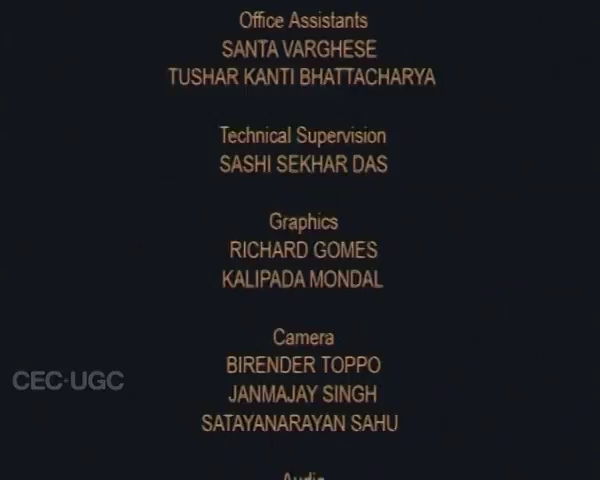 Office Assistants
SANTA VARGHESE
TUSHAR KANTI BHATTACHARYA
Technical Supervision
SASHI SEKHAR DAS
Graphics
RICHARD GOMES
KALIPADA MONDAL
Camera
BIRENDER TOPPO
CEC-UGC
JANMAJAY SINGH
SATAYANARAYAN SAHU